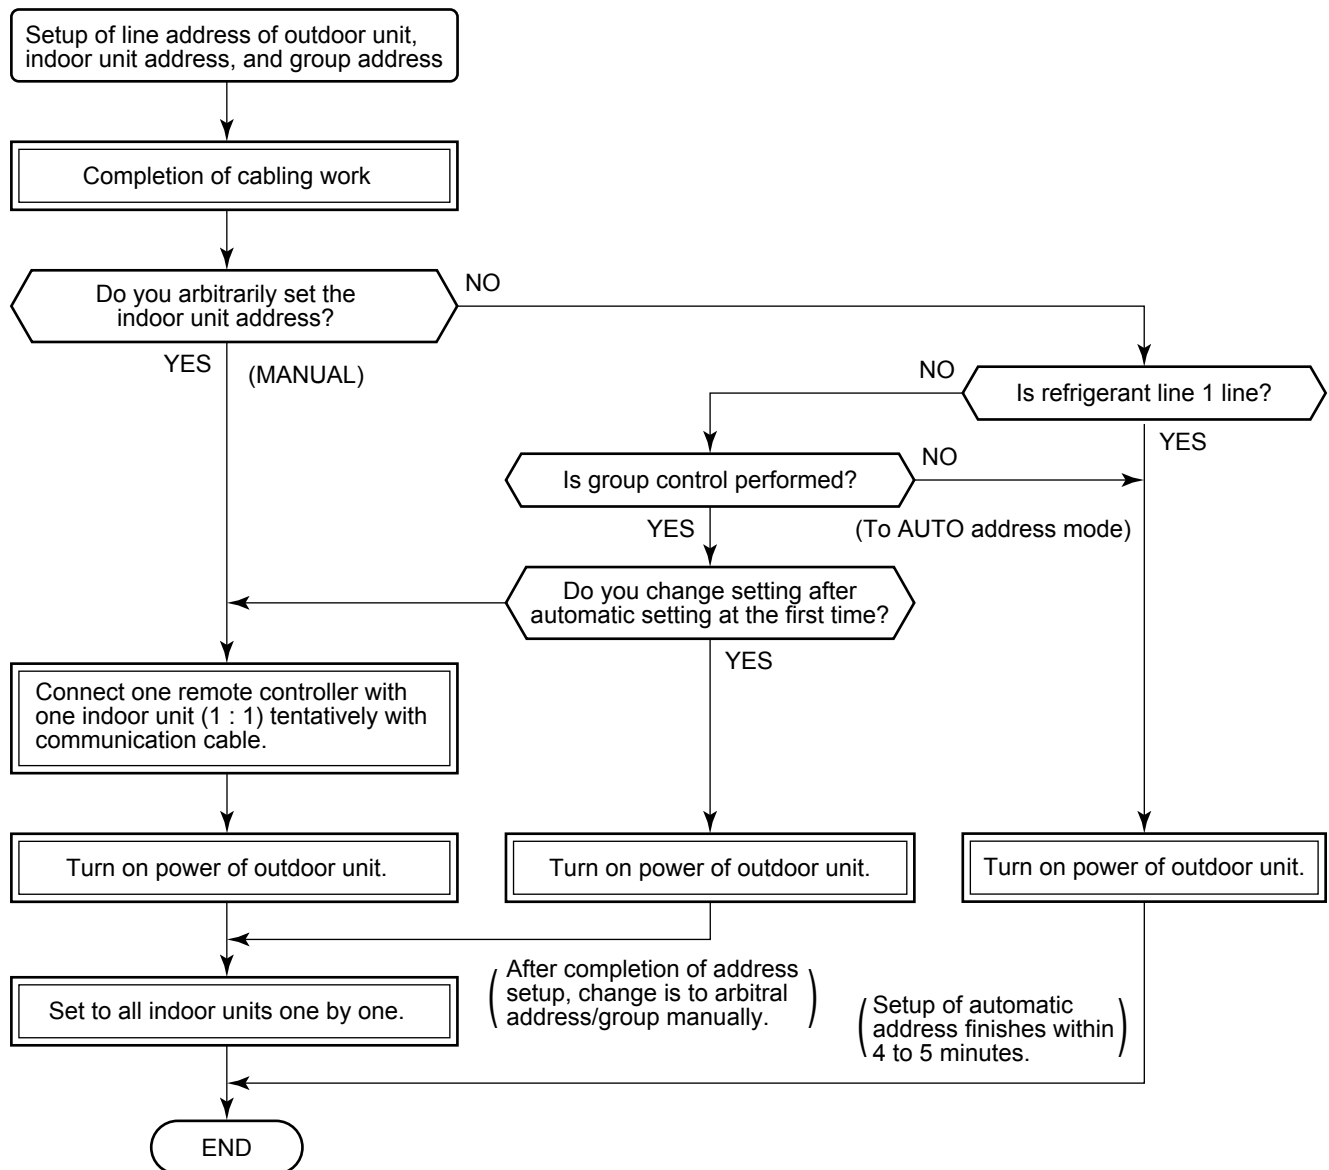 Setup of line address of outdoor unit,
indoor unit address, and group address
Completion of cabling work
Do you arbitrarily set the
indoor unit address?
NO
YES
(MANUAL)
Is refrigerant line 1 line?
NO
YES
Is group control performed?
NO
YES
(To AUTO address mode)
Do you change setting after
automatic setting at the first time?
YES
Connect one remote controller with
one indoor unit (1 : 1) tentatively with
communication cable.
Turn on power of outdoor unit.
Turn on power of outdoor unit.
Turn on power of outdoor unit.
(After completion of address
setup, change is to arbitral
address/group manually.)
Set to all indoor units one by one.
(Setup of automatic
address finishes within
4 to 5 minutes.)
END